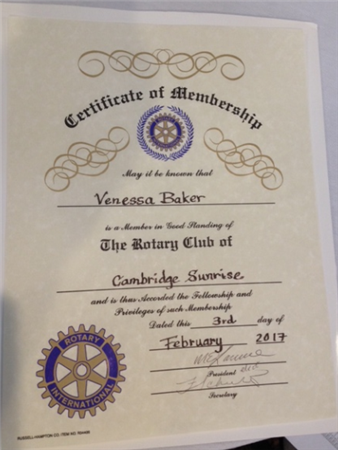 Certificate of Membership
May it be known that
Venessa Baker
is a Member in Good Standing of
The Rotary Club of
Cambridge Sunrise
and is thus Accorded the Fellowship and
Privileges of such Membership
Dated this 3rd day of
February 2017
President
Secretary
ROTARY
INTERNATIONAL